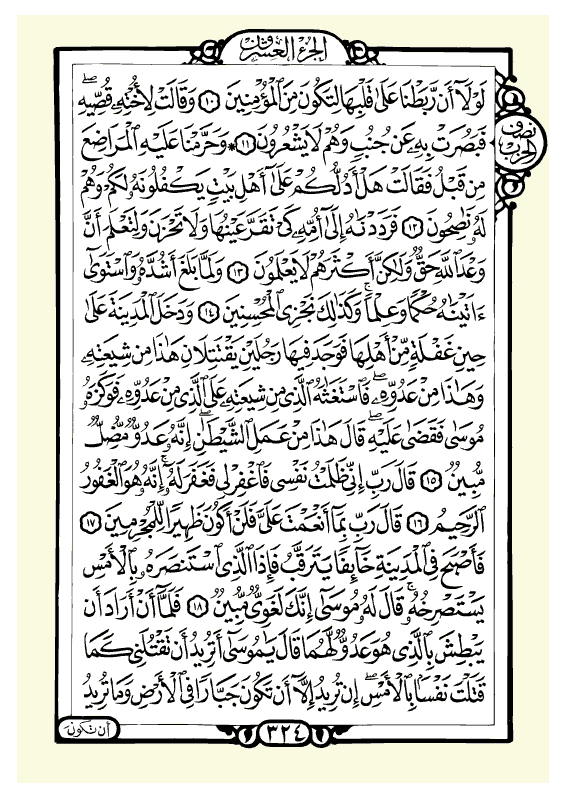 الجزء العشرون
لَوْلَآ أَن رَّبَطْنَا عَلَىٰ قَلْبِهَا لِتَكُونَ مِنَ ٱلْمُؤْمِنِينَ ١٠ وَقَالَتْ لِأُخْتِهِۦ قُصِّيهِۖ
فَبَصُرَتْ بِهِۦ عَن جُنُبٍ وَهُمْ لَا يَشْعُرُونَ ١١ * وَحَرَّمْنَا عَلَيْهِ ٱلْمَرَاضِعَ
مِن قَبْلُ فَقَالَتْ هَلْ أَدُلُّكُمْ عَلَىٰٓ أَهْلِ بَيْتٍ يَكْفُلُونَهُۥ لَكُمْ وَهُمْ
لَهُۥ نَٰصِحُونَ ١٢ فَرَدَدْنَٰهُ إِلَىٰٓ أُمِّهِۦ كَىْ تَقَرَّ عَيْنُهَا وَلَا تَحْزَنَ وَلِتَعْلَمَ أَنَّ
وَعْدَ ٱللَّهِ حَقٌّ وَلَٰكِنَّ أَكْثَرَهُمْ لَا يَعْلَمُونَ ١٣ وَلَمَّا بَلَغَ أَشُدَّهُۥ وَٱسْتَوَىٰٓ
ءَاتَيْنَٰهُ حُكْمًا وَعِلْمًاۚ وَكَذَٰلِكَ نَجْزِى ٱلْمُحْسِنِينَ ١٤ وَدَخَلَ ٱلْمَدِينَةَ عَلَىٰ
حِينِ غَفْلَةٍ مِّنْ أَهْلِهَا فَوَجَدَ فِيهَا رَجُلَيْنِ يَقْتَتِلَانِ هَٰذَا مِن شِيعَتِهِۦ
وَهَٰذَا مِنْ عَدُوِّهِۦۖ فَٱسْتَغَٰثَهُ ٱلَّذِى مِن شِيعَتِهِۦ عَلَى ٱلَّذِى مِنْ عَدُوِّهِۦ فَوَكَزَهُۥ
مُوسَىٰ فَقَضَىٰ عَلَيْهِۖ قَالَ هَٰذَا مِنْ عَمَلِ ٱلشَّيْطَٰنِۖ إِنَّهُۥ عَدُوٌّ مُّضِلٌّ
مُّبِينٌ ١٥ قَالَ رَبِّ إِنِّى ظَلَمْتُ نَفْسِى فَٱغْفِرْ لِى فَغَفَرَ لَهُۥٓۚ إِنَّهُۥ هُوَ ٱلْغَفُورُ
ٱلرَّحِيمُ ١٦ قَالَ رَبِّ بِمَآ أَنْعَمْتَ عَلَىَّ فَلَنْ أَكُونَ ظَهِيرًا لِّلْمُجْرِمِينَ ١٧
فَأَصْبَحَ فِى ٱلْمَدِينَةِ خَآئِفًا يَتَرَقَّبُ فَإِذَا ٱلَّذِى ٱسْتَنصَرَهُۥ بِٱلْأَمْسِ
يَسْتَصْرِخُهُۥۚ قَالَ لَهُۥ مُوسَىٰٓ إِنَّكَ لَغَوِىٌّ مُّبِينٌ ١٨ فَلَمَّآ أَنْ أَرَادَ أَن
يَبْطِشَ بِٱلَّذِى هُوَ عَدُوٌّ لَّهُمَا قَالَ يَٰمُوسَىٰٓ أَتُرِيدُ أَن تَقْتُلَنِى كَمَا
قَتَلْتَ نَفْسًۢا بِٱلْأَمْسِۖ إِن تُرِيدُ إِلَّآ أَن تَكُونَ جَبَّارًا فِى ٱلْأَرْضِ وَمَا تُرِيدُ
نصف
الحزب
٣٢٤
أن تكون